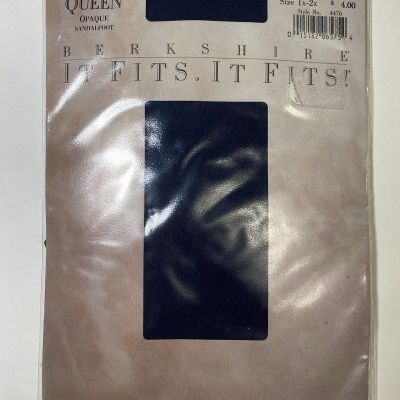 QUEEN
OPAQUE
SANDALFOOT
Size 1x-2x $ 4.00
Style No. 4476
BERKSHIRE
IT FITS. IT FITS!